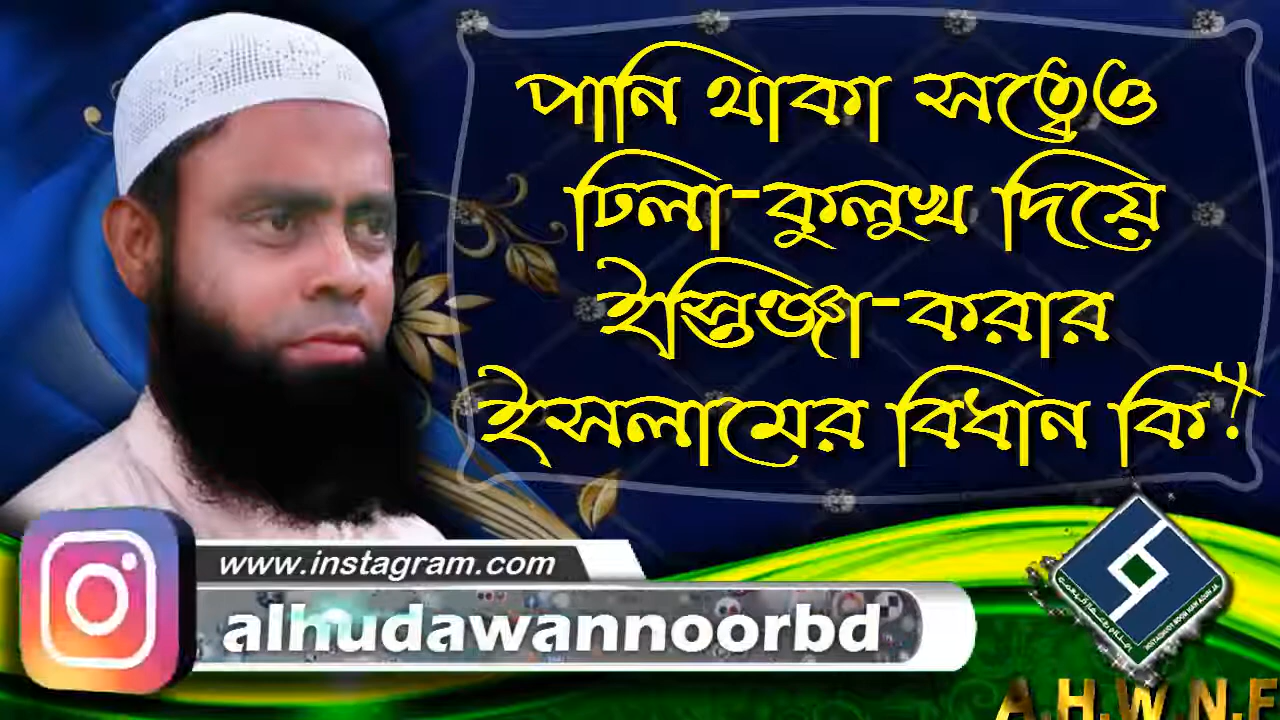 পানি থাকা সত্বেও
ঢিলা-কুলুখ দিয়ে
ইস্তিঞ্জা-করার
ইসলামের বিধান কি"!
www.instagram.com
alhudawannoorbd
A.H.W.N.F